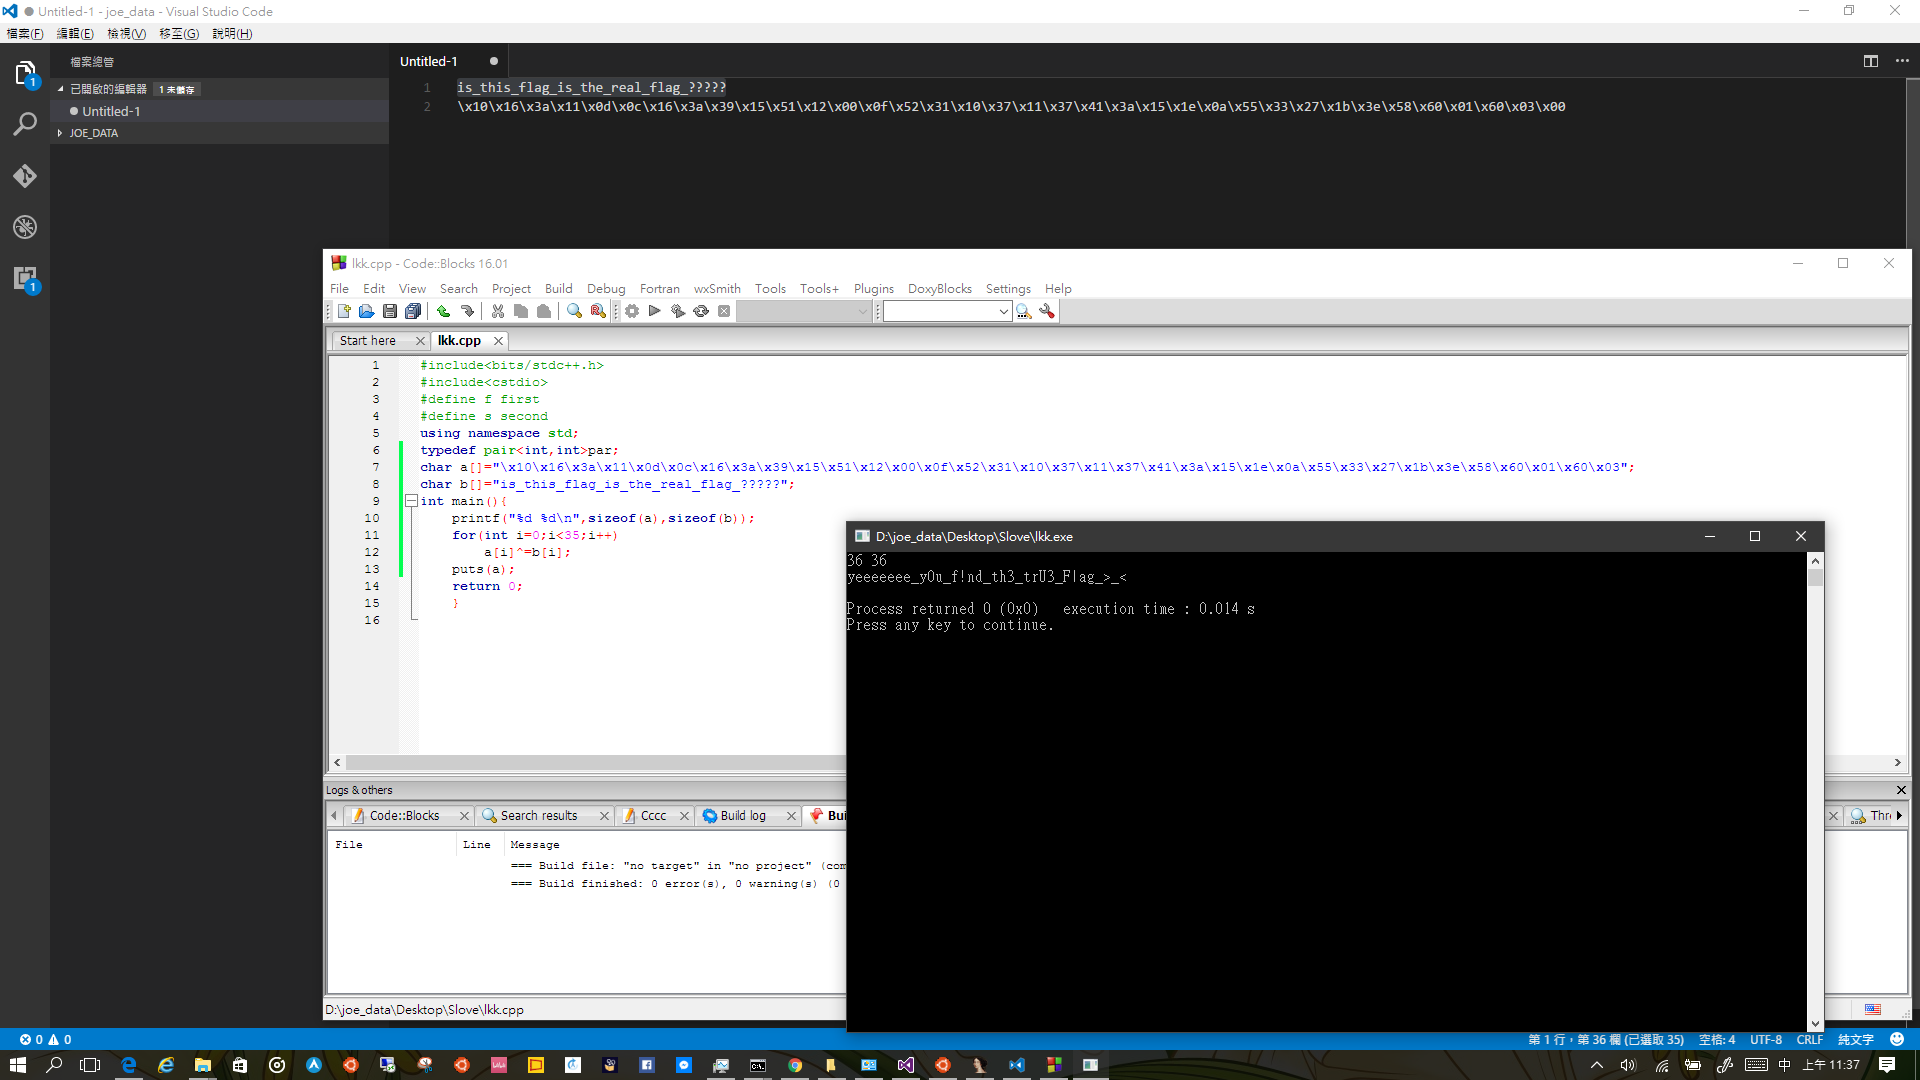 Untitled-1 - joe_data - Visual Studio Code
檔案(F) 編輯(E) 檢視(V) 移至(G) 說明(H)
檔案總管
已開啟的編輯器 1 未儲存
Untitled-1
JOE_DATA
1
1
Untitled-1
1 is_this_flag_is_the_real_flag_?????
2 \x10\x16\x3a\x11\x0d\x0c\x16\x3a\x39\x15\x51\x12\x00\x0f\x52\x31\x10\x37\x11\x37\x41\x3a\x15\x1e\x0a\x55\x33\x27\x1b\x3e\x58\x60\x01\x60\x03\x00
lkk.cpp - Code::Blocks 16.01
File Edit View Search Project Build Debug Fortran wxSmith Tools Tools+ Plugins DoxyBlocks Settings Help
Start here lkk.cpp
1 #include<bits/stdc++.h>
2 #include<cstdio>
3 #define f first
4 #define s second
5 using namespace std;
6 typedef pair<int,int>par;
7 char a[]="\x10\x16\x3a\x11\x0d\x0c\x16\x3a\x39\x15\x51\x12\x00\x0f\x52\x31\x10\x37\x11\x37\x41\x3a\x15\x1e\x0a\x55\x33\x27\x1b\x3e\x58\x60\x01\x60\x03";
8 char b[]="is_this_flag_is_the_real_flag_?????";
9 int main(){
10 printf("%d %d\n",sizeof(a),sizeof(b));
11 for(int i=0;i<35;i++)
12 a[i]^=b[i];
13 puts(a);
14 return 0;
15 }
16
D:\joe_data\Desktop\Slove\lkk.exe
36 36
yeeeeeee_y0u_f!nd_th3_trU3_F|ag_>_<
Process returned 0 (0x0) execution time : 0.014 s
Press any key to continue.
Logs & others
Code::Blocks Search results Cccc Build log Bui Thr
File Line Message
=== Build file: "no target" in "no project" (com
=== Build finished: 0 error(s), 0 warning(s) (0
D:\joe_data\Desktop\Slove\lkk.cpp
0 0 第 1 行，第 36 欄 (已選取 35) 空格: 4 UTF-8 CRLF 純文字
中 上午 11:37